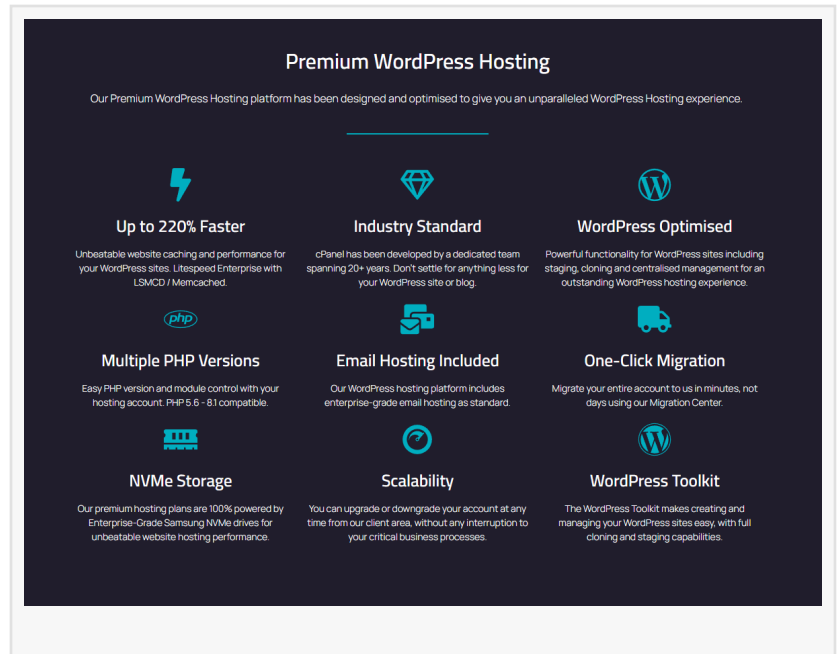 Premium WordPress Hosting
Our Premium WordPress Hosting platform has been designed and optimised to give you an unparalleled WordPress Hosting experience.
Up to 220% Faster
Unbeatable website caching and performance for
your WordPress sites. Litespeed Enterprise with
LSMCD / Memcached.
Industry Standard
cPanel has been developed by a dedicated team
spanning 20+ years. Don't settle for anything less for
your WordPress site or blog.
WordPress Optimised
Powerful functionality for WordPress sites including
staging, cloning and centralised management for an
outstanding WordPress hosting experience.
php
Multiple PHP Versions
Easy PHP version and module control with your
hosting account. PHP 5.6 - 8.1 compatible.
Email Hosting Included
Our WordPress hosting platform includes
enterprise-grade email hosting as standard.
One-Click Migration
Migrate your entire account to us in minutes, not
days using our Migration Center.
NVMe Storage
Our premium hosting plans are 100% powered by
Enterprise-Grade Samsung NVMe drives for
unbeatable website hosting performance.
Scalability
You can upgrade or downgrade your account at any
time from our client area, without any interruption to
your critical business processes.
WordPress Toolkit
The WordPress Toolkit makes creating and
managing your WordPress sites easy, with full
cloning and staging capabilities.